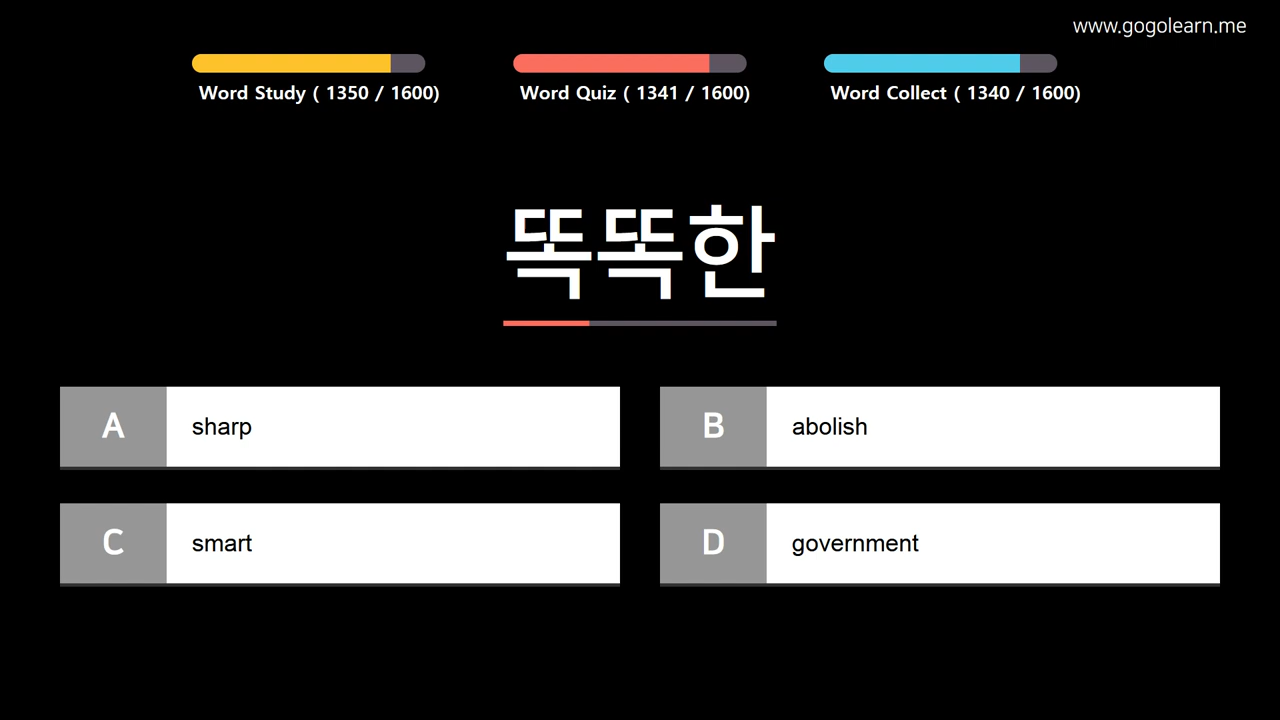 www.gogolearn.me
Word Study ( 1350 / 1600)
Word Quiz ( 1341 / 1600)
Word Collect ( 1340 / 1600)
똑똑한
A sharp
B abolish
C smart
D government